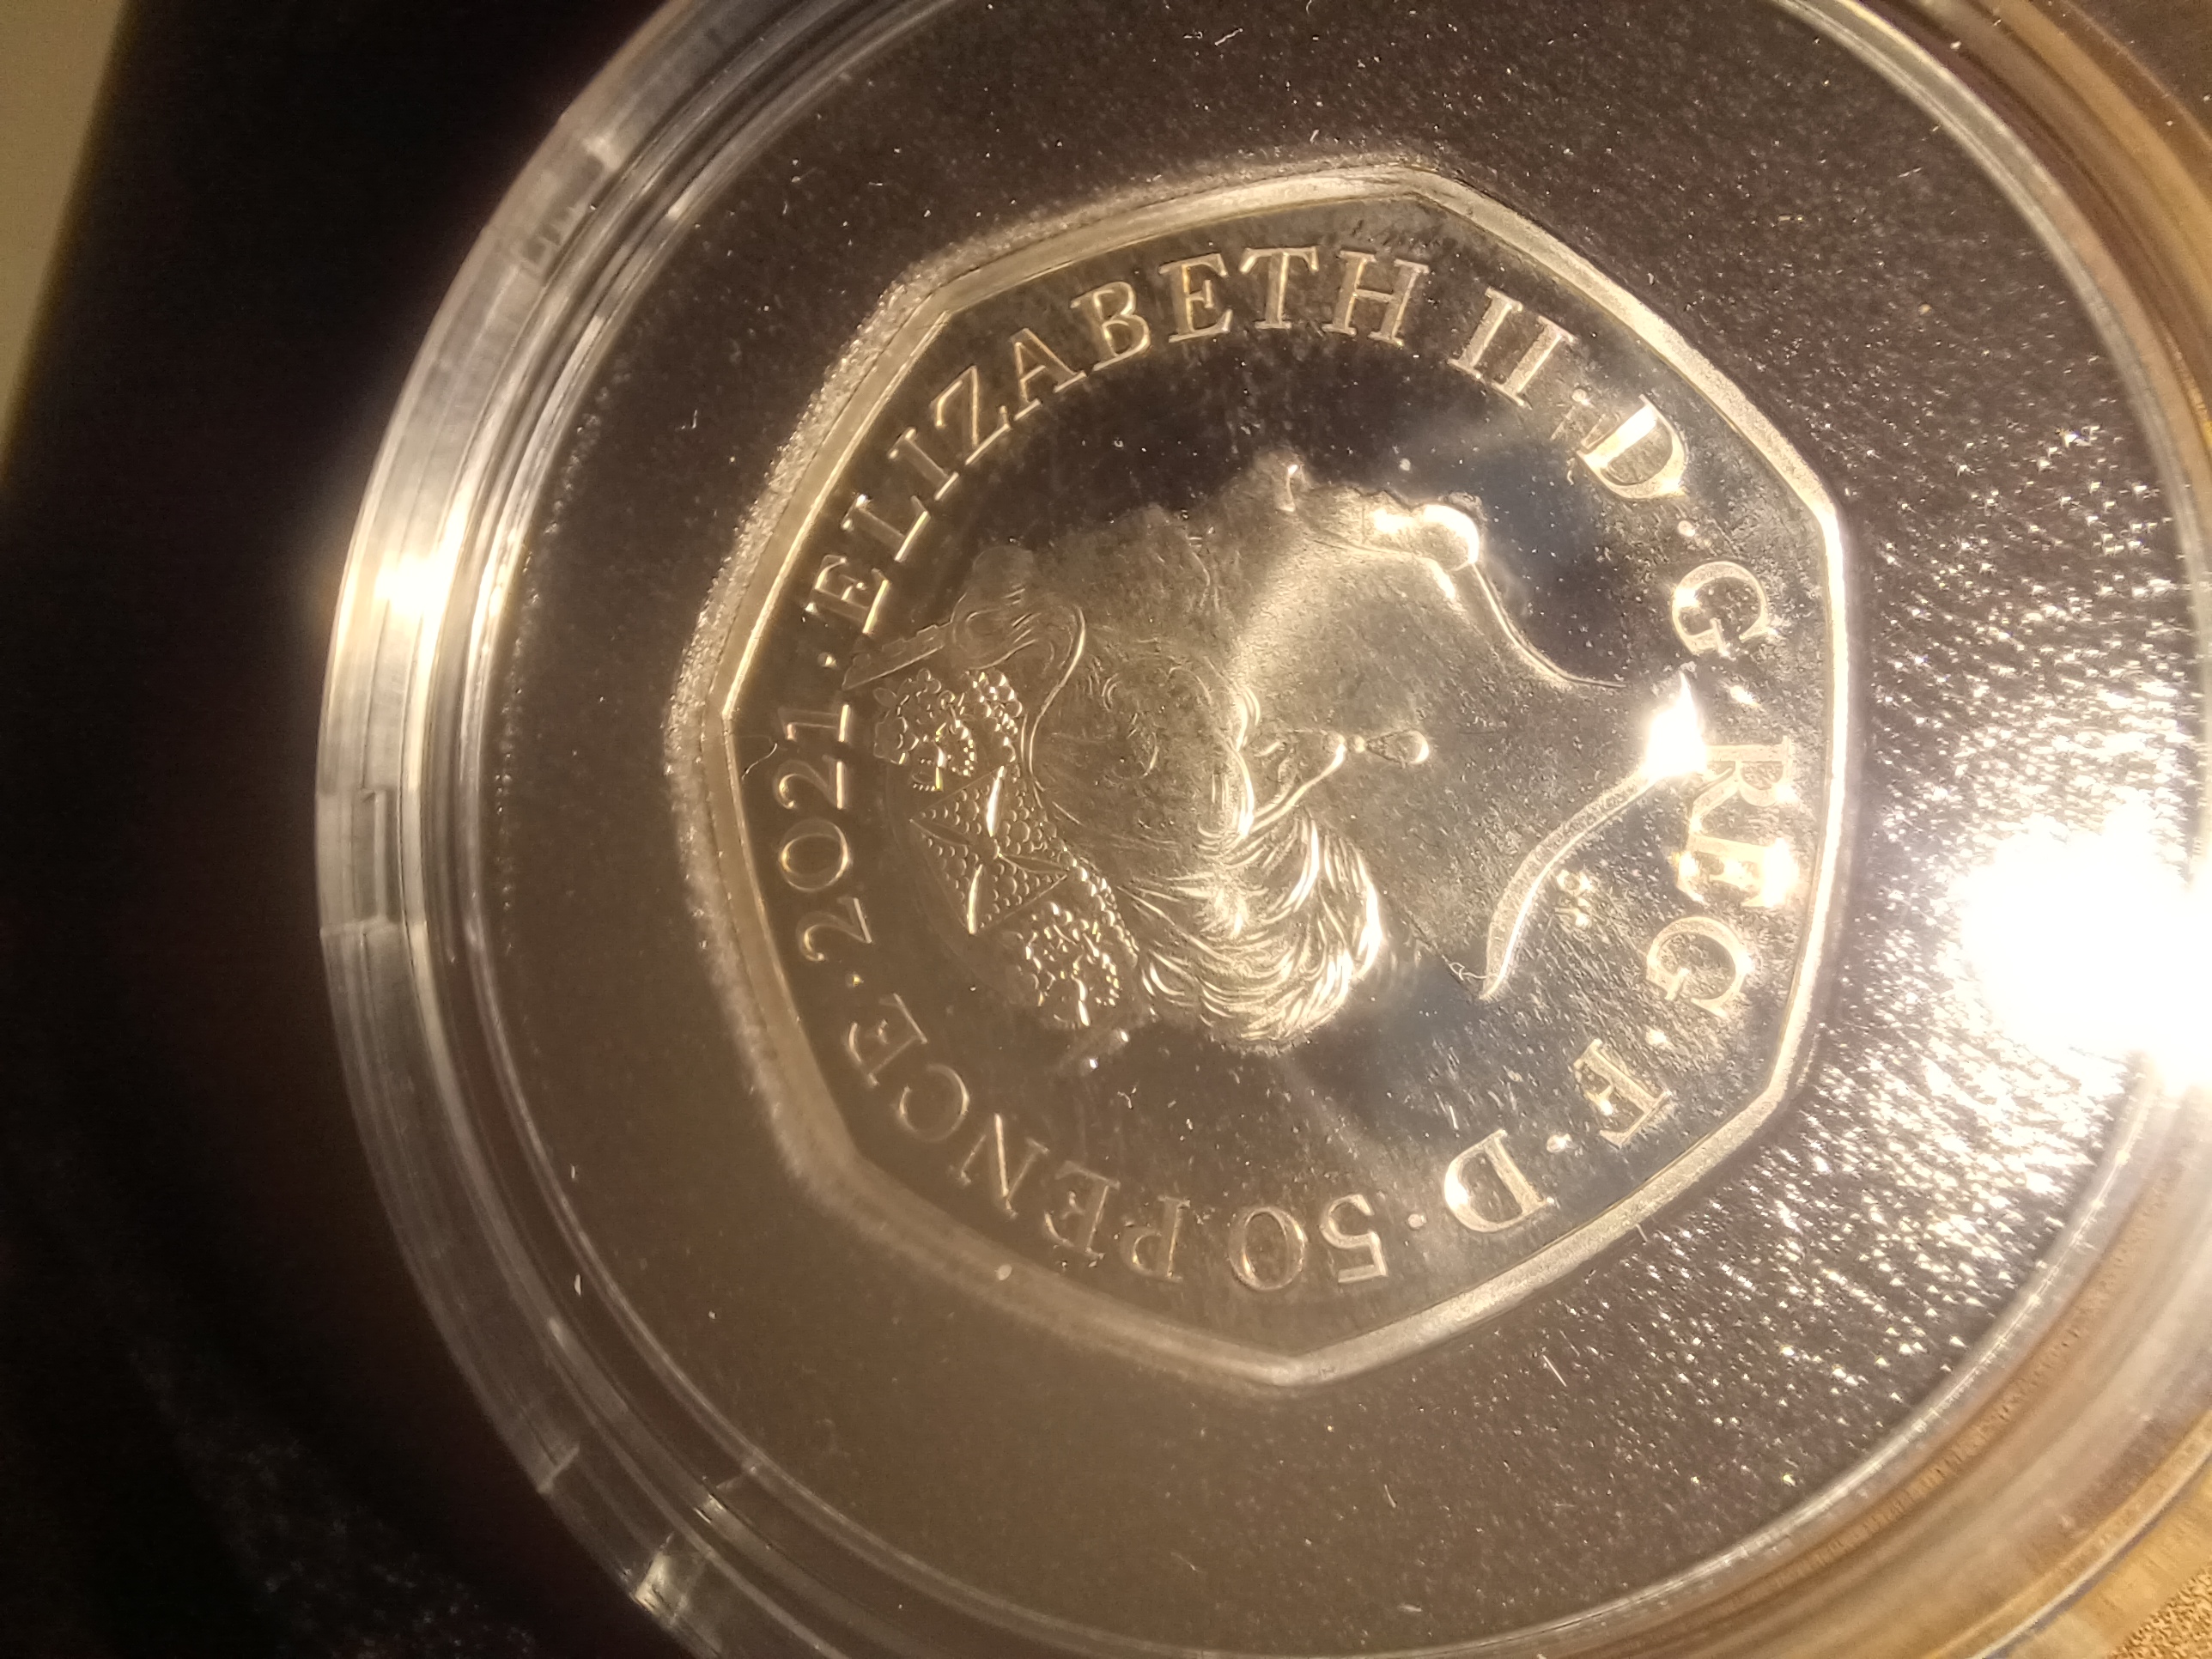 ELIZABETH II · D · G · REG · F · D · 50 PENCE · 2021 ·
J.C